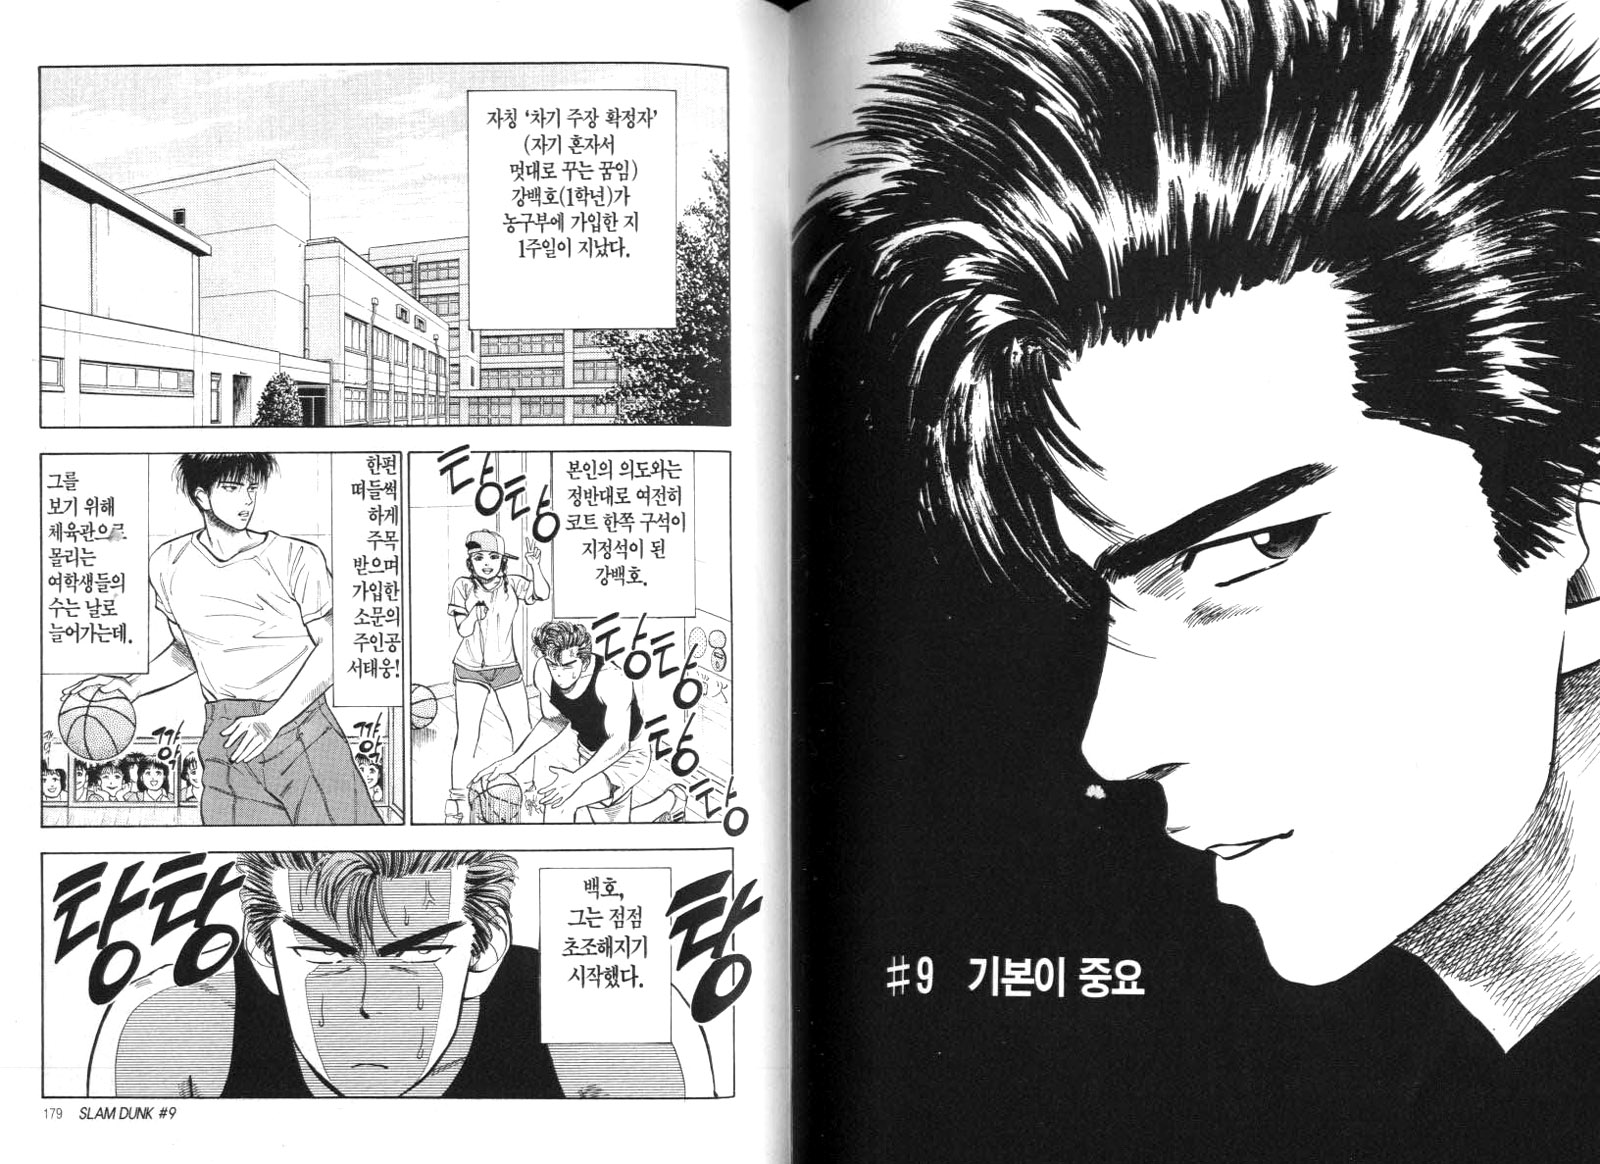 #9 기본이 중요
자칭 '차기 주장 확정자'
(자기 혼자서
멋대로 꾸는 꿈임)
강백호(1학년)가
농구부에 가입한 지
1주일이 지났다.
본인의 의도와는
정반대로 여전히
코트 한쪽 구석이
지정석이 된
강백호.
탕
탕
탕
탕
탕
탕
한편
떠들썩
하게
주목
받으며
가입한
소문의
주인공
서태웅!
그를
보기 위해
체육관으로
몰리는
여학생들의
수는 날로
늘어가는데.
꺅
꺅
백호,
그는 점점
초조해지기
시작했다.
탕
탕
탕
179 SLAM DUNK #9